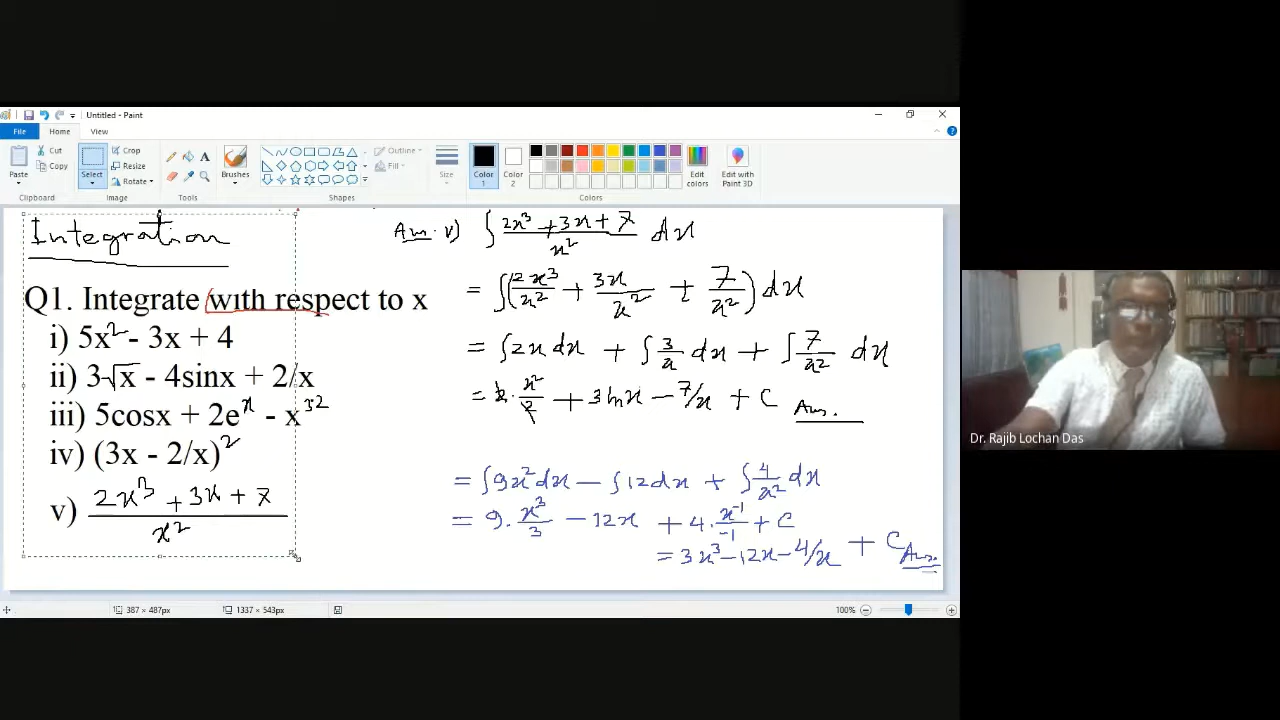 Untitled - Paint
File Home View
Paste
Cut
Copy
Clipboard
Select
Crop
Resize
Rotate
Image
Tools
Brushes
Shapes
Outline
Fill
Size
Color 1
Color 2
Edit colors
Edit with Paint 3D
Colors
Integration
Q1. Integrate with respect to x
i) 5x² - 3x + 4
ii) 3√x - 4sinx + 2/x
iii) 5cosx + 2eˣ - x³²
iv) (3x - 2/x)²
v) (2x³ + 3x + 7)/x²
Ans. v) ∫ (2x³ + 3x + 7)/x² dx
= ∫(2x³/x² + 3x/x² + 7/x²) dx
= ∫2x dx + ∫3/x dx + ∫7/x² dx
= 2·x²/2 + 3lnx - 7/x + C Ans.
= ∫9x²dx - ∫12dx + ∫4/x² dx
= 9·x³/3 - 12x + 4·x⁻¹/-1 + C
= 3x³ - 12x - 4/x + C Ans.
387 × 487px
1337 × 543px
100%
Dr. Rajib Lochan Das